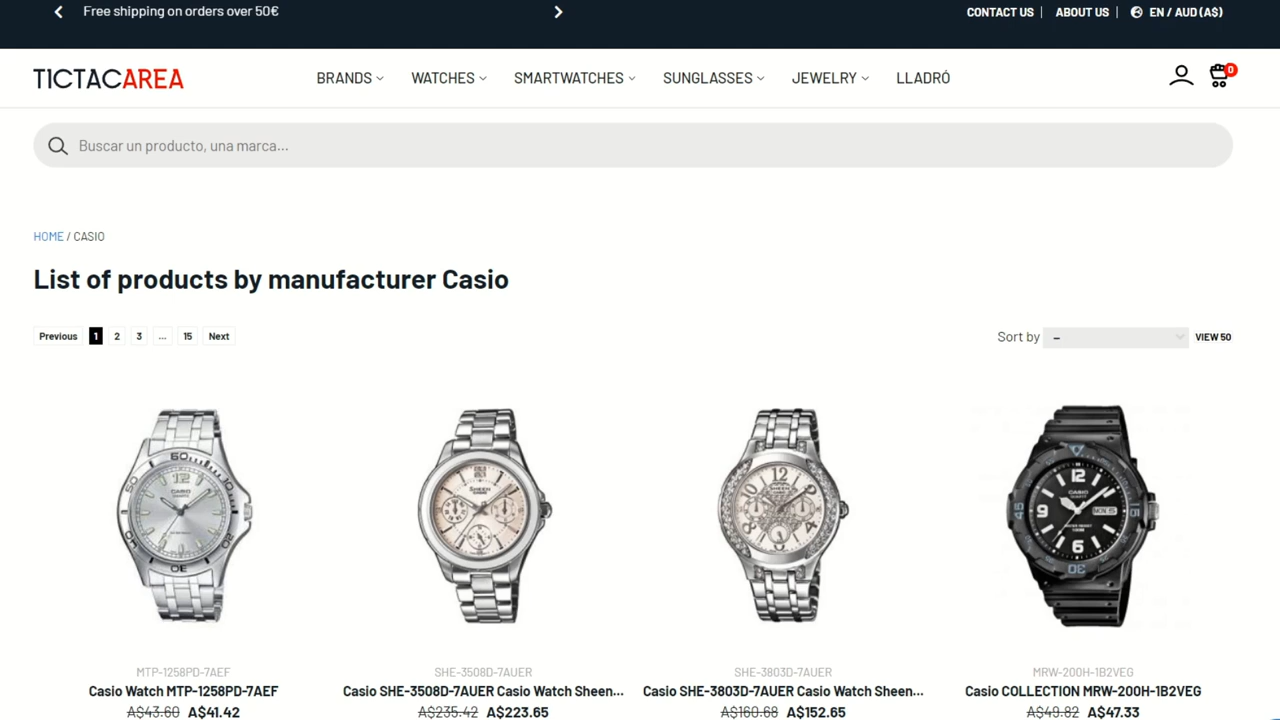 Free shipping on orders over 50€
CONTACT US | ABOUT US | EN / AUD (A$)
TICTACAREA
BRANDS WATCHES SMARTWATCHES SUNGLASSES JEWELRY LLADRÓ
0
Buscar un producto, una marca...
HOME / CASIO
List of products by manufacturer Casio
Previous 1 2 3 ... 15 Next
Sort by – VIEW 50
MTP-1258PD-7AEF
Casio Watch MTP-1258PD-7AEF
A$43.60 A$41.42
SHE-3508D-7AUER
Casio SHE-3508D-7AUER Casio Watch Sheen...
A$235.42 A$223.65
SHE-3803D-7AUER
Casio SHE-3803D-7AUER Casio Watch Sheen...
A$160.68 A$152.65
MRW-200H-1B2VEG
Casio COLLECTION MRW-200H-1B2VEG
A$49.82 A$47.33